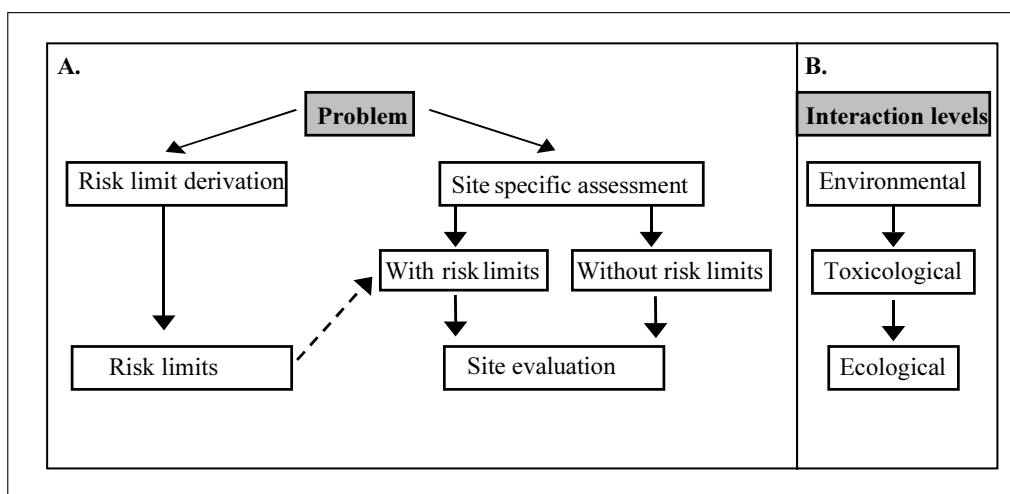 A.
Problem
Risk limit derivation
Site specific assessment
With risk limits
Without risk limits
Risk limits
Site evaluation
B.
Interaction levels
Environmental
Toxicological
Ecological